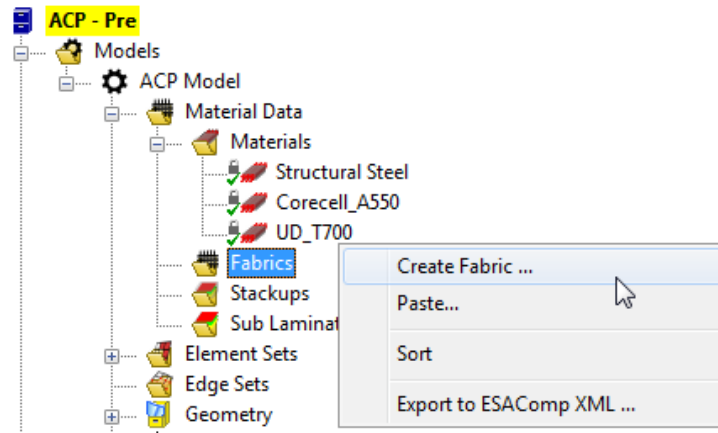 ACP - Pre
Models
ACP Model
Material Data
Materials
Structural Steel
Corecell_A550
UD_T700
Fabrics
Create Fabric ...
Stackups
Paste...
Sub Laminat
Sort
Element Sets
Edge Sets
Export to ESAComp XML ...
Geometry